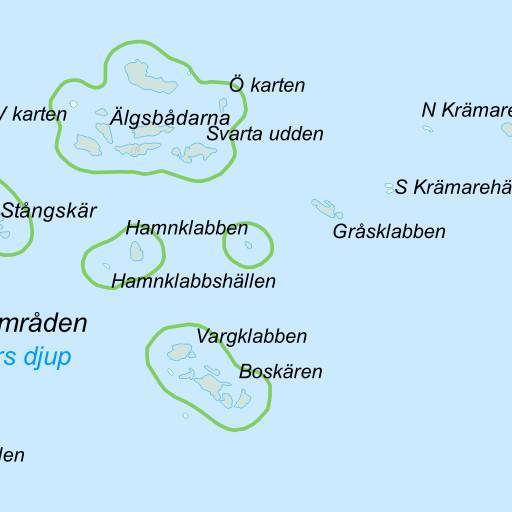 Ö karten
karten
Älgsbådarna
N Krämare
Svarta udden
S Krämarehä
Stångskär
Hamnklabben
Gråsklabben
Hamnklabbshällen
mråden
rs djup
Vargklabben
Boskären
len